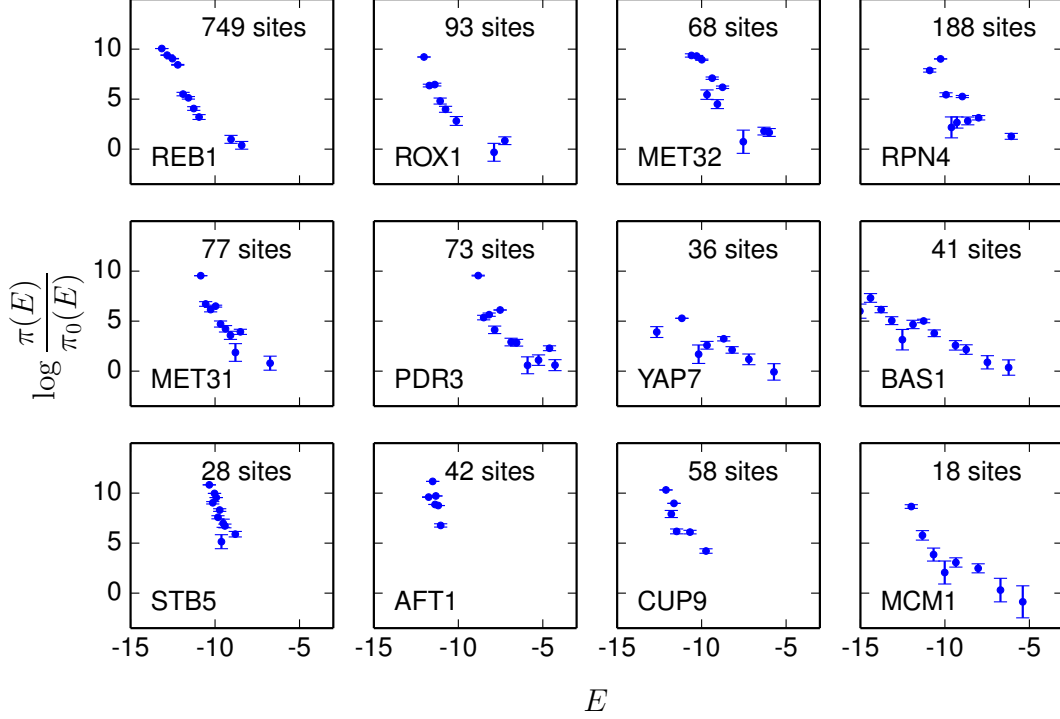 749 sites
93 sites
68 sites
188 sites
10
5
0
REB1
ROX1
MET32
RPN4
77 sites
73 sites
36 sites
41 sites
10
5
0
MET31
PDR3
YAP7
BAS1
log π(E) / π₀(E)
28 sites
42 sites
58 sites
18 sites
10
5
0
STB5
AFT1
CUP9
MCM1
-15 -10 -5 -15 -10 -5 -15 -10 -5 -15 -10 -5
E